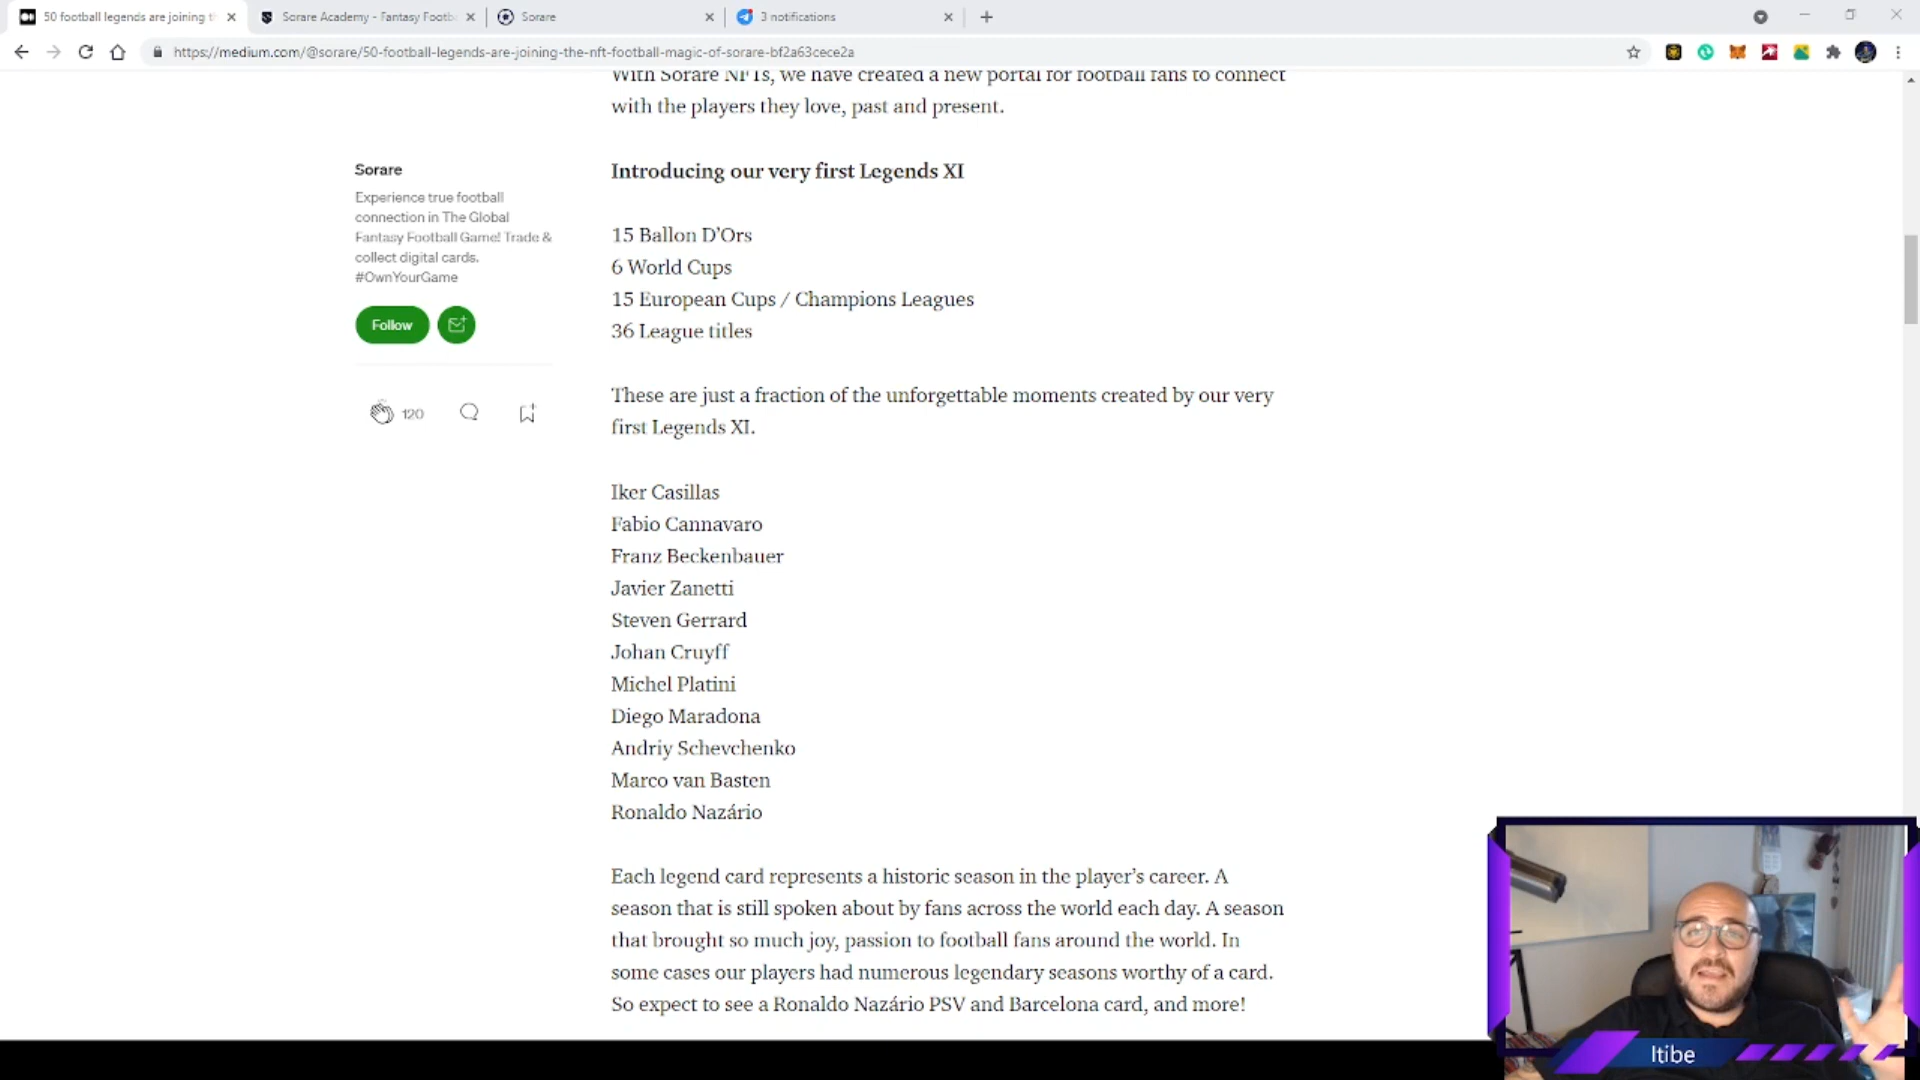 50 football legends are joining t
Sorare Academy - Fantasy Footb
Sorare
3 notifications
https://medium.com/@sorare/50-football-legends-are-joining-the-nft-football-magic-of-sorare-bf2a63cece2a
With Sorare NFTs, we have created a new portal for football fans to connect
with the players they love, past and present.
Sorare
Experience true football
connection in The Global
Fantasy Football Game! Trade &
collect digital cards.
#OwnYourGame
Follow
120
Introducing our very first Legends XI
15 Ballon D’Ors
6 World Cups
15 European Cups / Champions Leagues
36 League titles
These are just a fraction of the unforgettable moments created by our very
first Legends XI.
Iker Casillas
Fabio Cannavaro
Franz Beckenbauer
Javier Zanetti
Steven Gerrard
Johan Cruyff
Michel Platini
Diego Maradona
Andriy Schevchenko
Marco van Basten
Ronaldo Nazário
Each legend card represents a historic season in the player’s career. A
season that is still spoken about by fans across the world each day. A season
that brought so much joy, passion to football fans around the world. In
some cases our players had numerous legendary seasons worthy of a card.
So expect to see a Ronaldo Nazário PSV and Barcelona card, and more!
Itibe